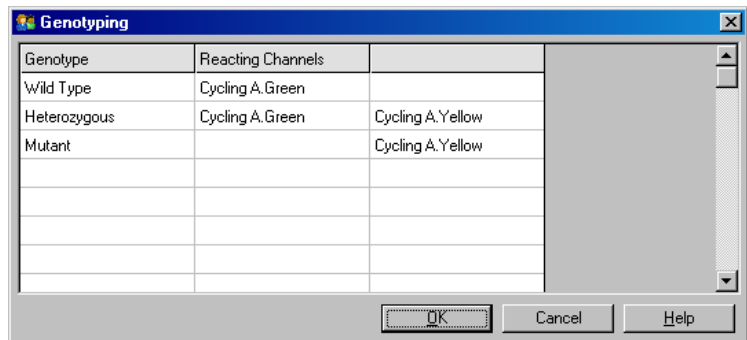 Genotyping
Genotype Reacting Channels
Wild Type Cycling A.Green
Heterozygous Cycling A.Green Cycling A.Yellow
Mutant Cycling A.Yellow
OK Cancel Help